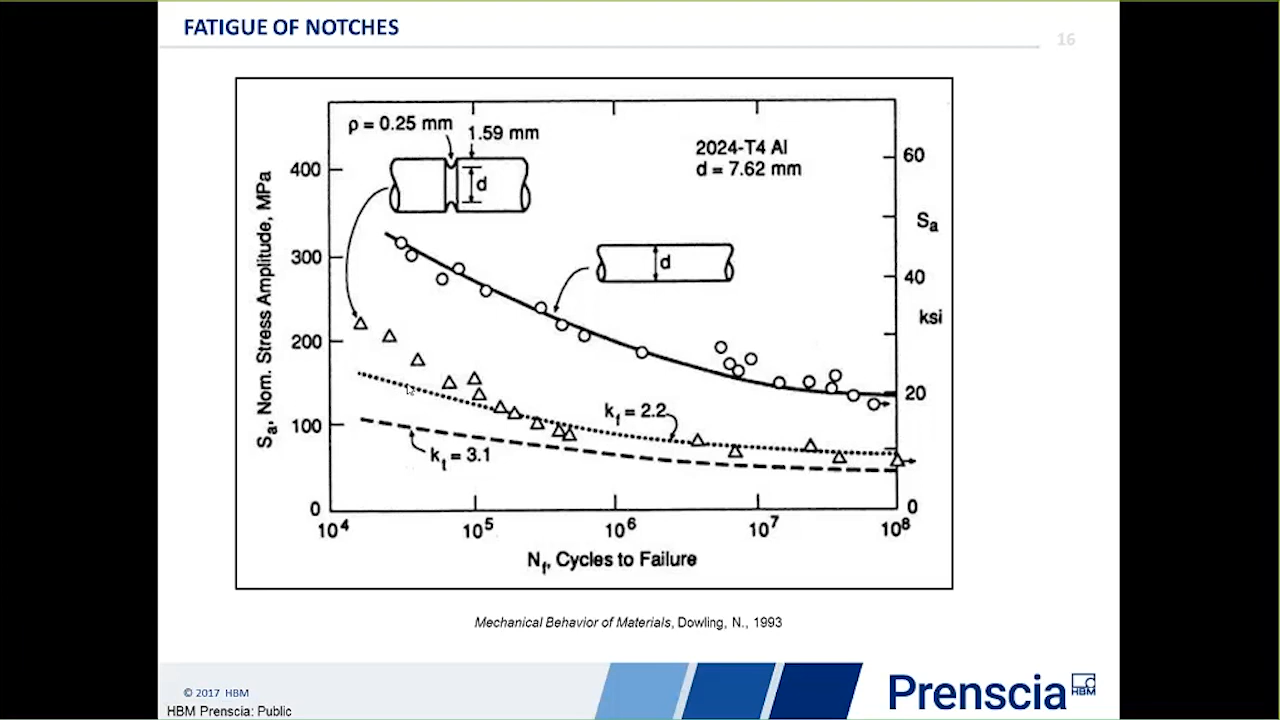 FATIGUE OF NOTCHES
16
ρ = 0.25 mm
1.59 mm
d
2024-T4 Al
d = 7.62 mm
d
400
300
200
100
0
Sa, Nom. Stress Amplitude, MPa
60
Sa
40
ksi
20
0
kf = 2.2
kt = 3.1
10^4
10^5
10^6
10^7
10^8
Nf, Cycles to Failure
Mechanical Behavior of Materials, Dowling, N., 1993
© 2017 HBM
HBM Prenscia: Public
Prenscia
HBM